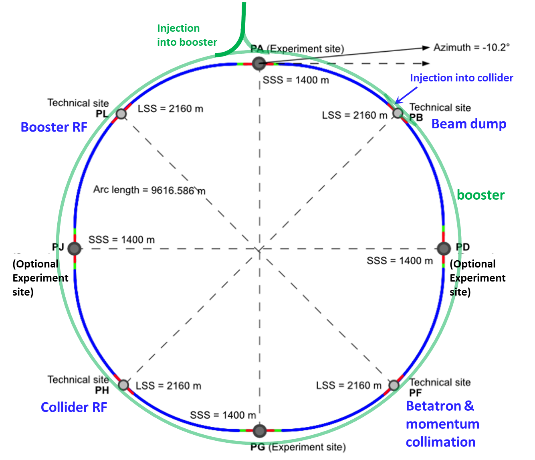 Injection
into booster
PA (Experiment site)
Azimuth = -10.2°
Injection into collider
SSS = 1400 m
Technical site
PL
LSS = 2160 m
Booster RF
LSS = 2160 m
Technical site
PB
Beam dump
Arc length = 9616.586 m
booster
PJ
SSS = 1400 m
(Optional
Experiment
site)
PD
SSS = 1400 m
(Optional
Experiment
site)
Technical site
PH
LSS = 2160 m
Collider RF
LSS = 2160 m
Technical site
PF
Betatron &
momentum
collimation
SSS = 1400 m
PG (Experiment site)